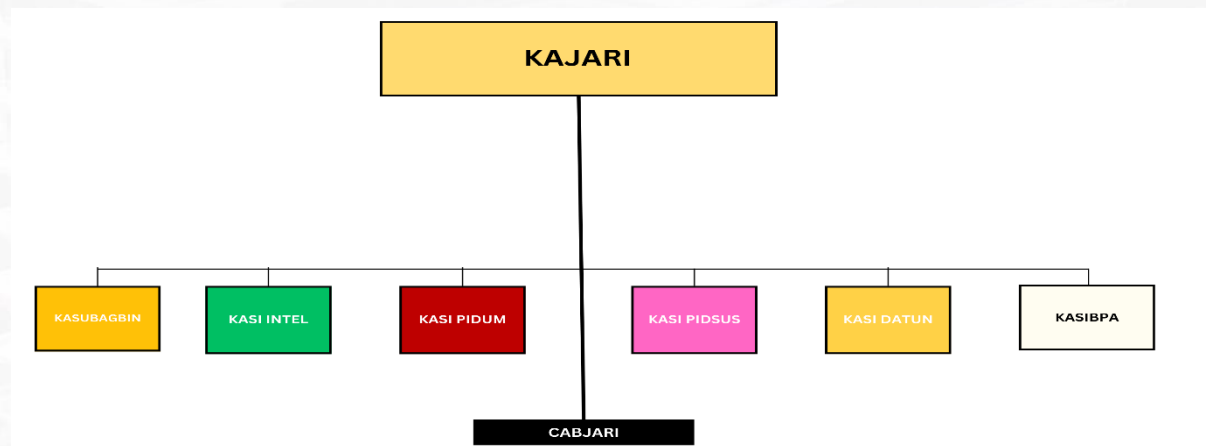 KAJARI
KASUBAGBIN
KASI INTEL
KASI PIDUM
KASI PIDSUS
KASI DATUN
KASIBPA
CABJARI